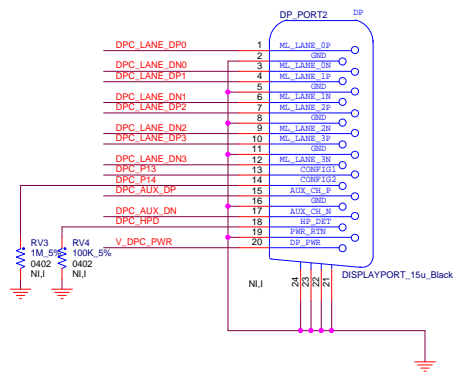 DP_PORT2 DP
DPC_LANE_DP0 1 ML_LANE_0P
2 GND
DPC_LANE_DN0 3 ML_LANE_0N
DPC_LANE_DP1 4 ML_LANE_1P
5 GND
DPC_LANE_DN1 6 ML_LANE_1N
DPC_LANE_DP2 7 ML_LANE_2P
8 GND
DPC_LANE_DN2 9 ML_LANE_2N
DPC_LANE_DP3 10 ML_LANE_3P
11 GND
DPC_LANE_DN3 12 ML_LANE_3N
DPC_P13 13 CONFIG1
DPC_P14 14 CONFIG2
DPC_AUX_DP 15 AUX_CH_P
16 GND
DPC_AUX_DN 17 AUX_CH_N
DPC_HPD 18 HP_DET
19 PWR_RTN
V_DPC_PWR 20 DP_PWR
RV3 RV4
1M_5% 100K_5%
0402 0402
NI,I NI,I
DISPLAYPORT_15u_Black
NI,I
24 23 22 21